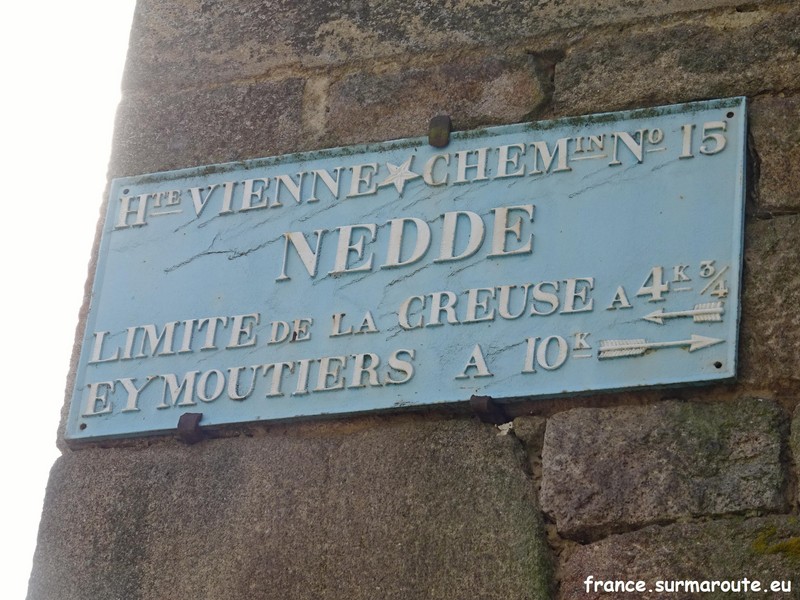 HTE VIENNE ★ CHEMIN NO 15
NEDDE
LIMITE DE LA CREUSE A 4K 3/4
EYMOUTIERS A 10K
france.surmaroute.eu